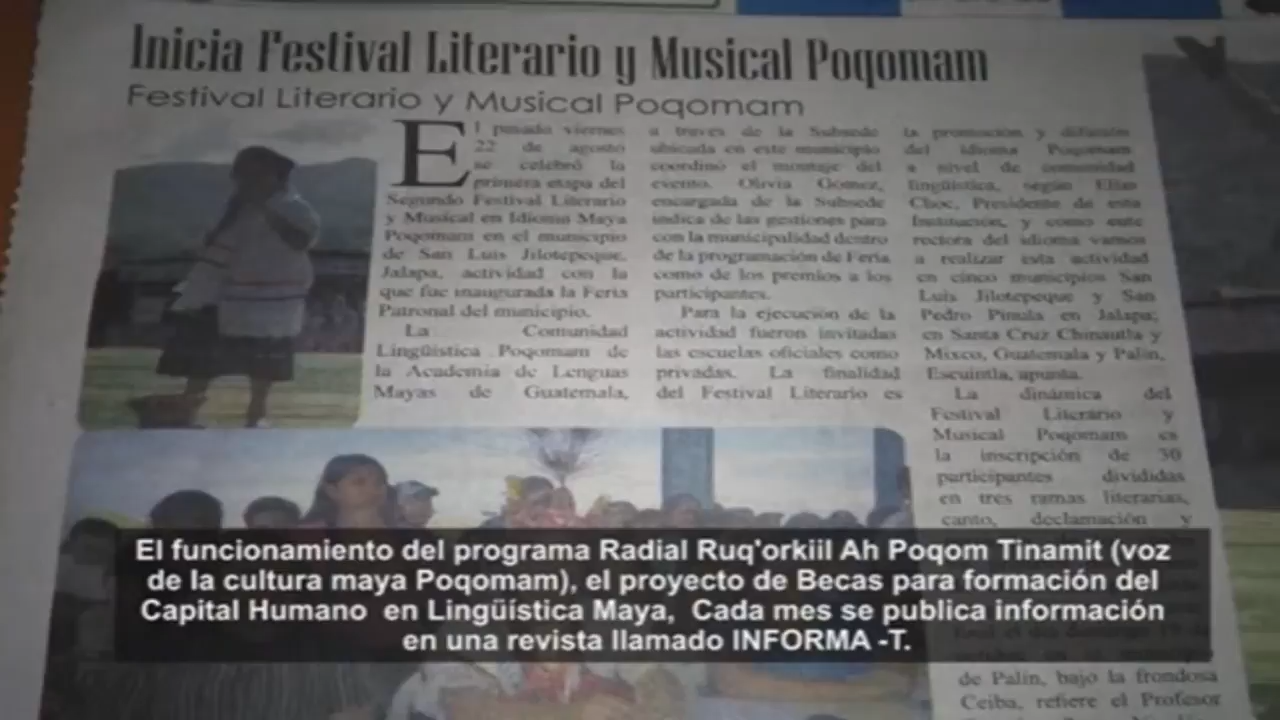 Inicia Festival Literario y Musical Poqomam
Festival Literario y Musical Poqomam
El pasado viernes
22 de agosto
se celebró la
primera etapa del
Segundo Festival Literario
y Musical en Idioma Maya
Poqomam en el municipio
de San Luis Jilotepeque,
Jalapa, actividad con la
que fue inaugurada la Feria
Patronal del municipio.
La Comunidad
Lingüística Poqomam de
la Academia de Lenguas
Mayas de Guatemala,
a traves de la Subsede
ubicada en este municipio
coordinó el montaje del
evento. Olivia Gómez,
encargada de la Subsede
indica de las gestiones para
con la municipalidad dentro
de la programación de Feria
como de los premios a los
participantes.
Para la ejecución de la
actividad fueron invitadas
las escuelas oficiales como
privadas. La finalidad
del Festival Literario es
la promoción y difusión
del idioma Poqomam
a nivel de comunidad
lingüística, según Elías
Choc, Presidente de esta
Institución, y como ente
rectora del idioma vamos
a realizar esta actividad
en cinco municipios San
Luis Jilotepeque y San
Pedro Pinula en Jalapa;
en Santa Cruz Chinautla y
Mixco, Guatemala y Palín,
Escuintla, apunta.
La dinámica del
Festival Literario y
Musical Poqomam es
la inscripción de 30
participantes divididas
en tres ramas literarias,
canto, declamación y
de Palín, bajo la frondosa
Ceiba, refiere el Profesor
El funcionamiento del programa Radial Ruq'orkiil Ah Poqom Tinamit (voz
de la cultura maya Poqomam), el proyecto de Becas para formación del
Capital Humano en Lingüística Maya, Cada mes se publica información
en una revista llamado INFORMA -T.